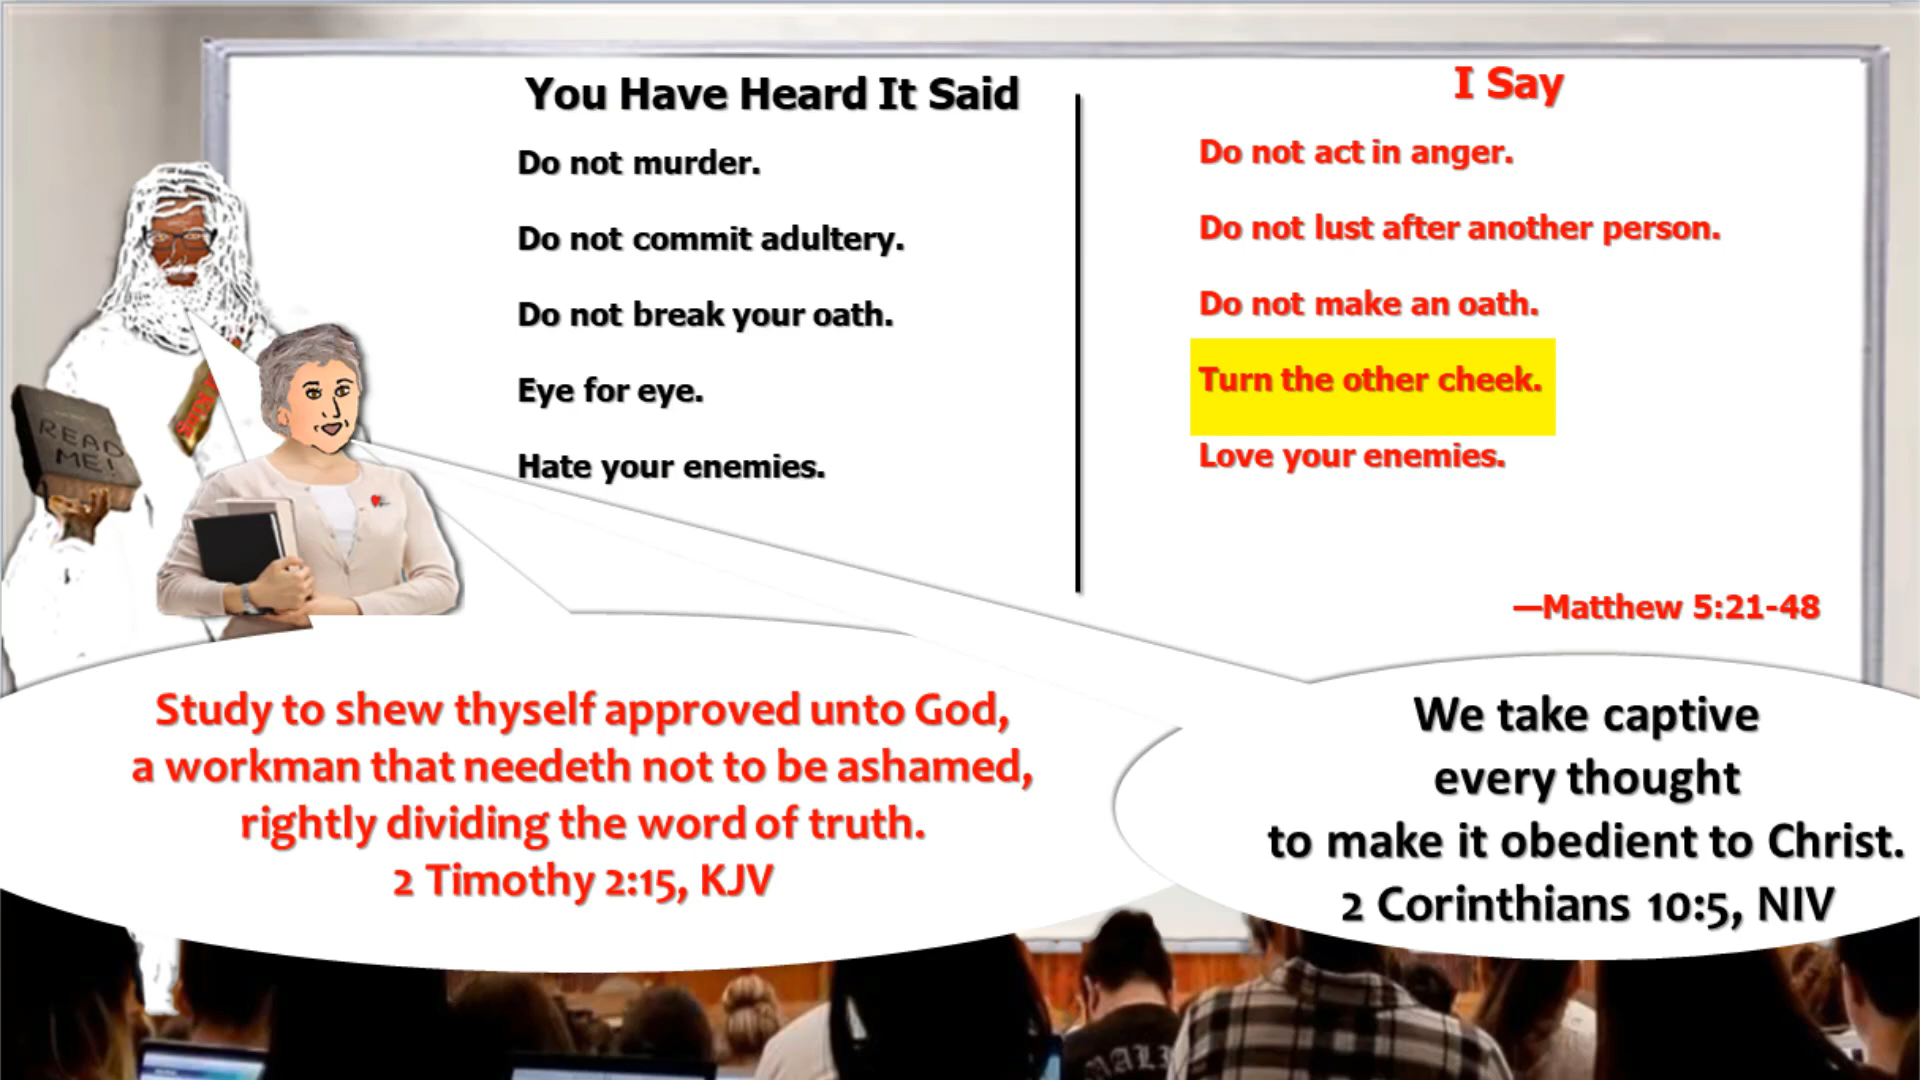 You Have Heard It Said
Do not murder.
Do not commit adultery.
Do not break your oath.
Eye for eye.
Hate your enemies.
I Say
Do not act in anger.
Do not lust after another person.
Do not make an oath.
Turn the other cheek.
Love your enemies.
—Matthew 5:21-48
READ
ME!
Study to shew thyself approved unto God,
a workman that needeth not to be ashamed,
rightly dividing the word of truth.
2 Timothy 2:15, KJV
We take captive
every thought
to make it obedient to Christ.
2 Corinthians 10:5, NIV